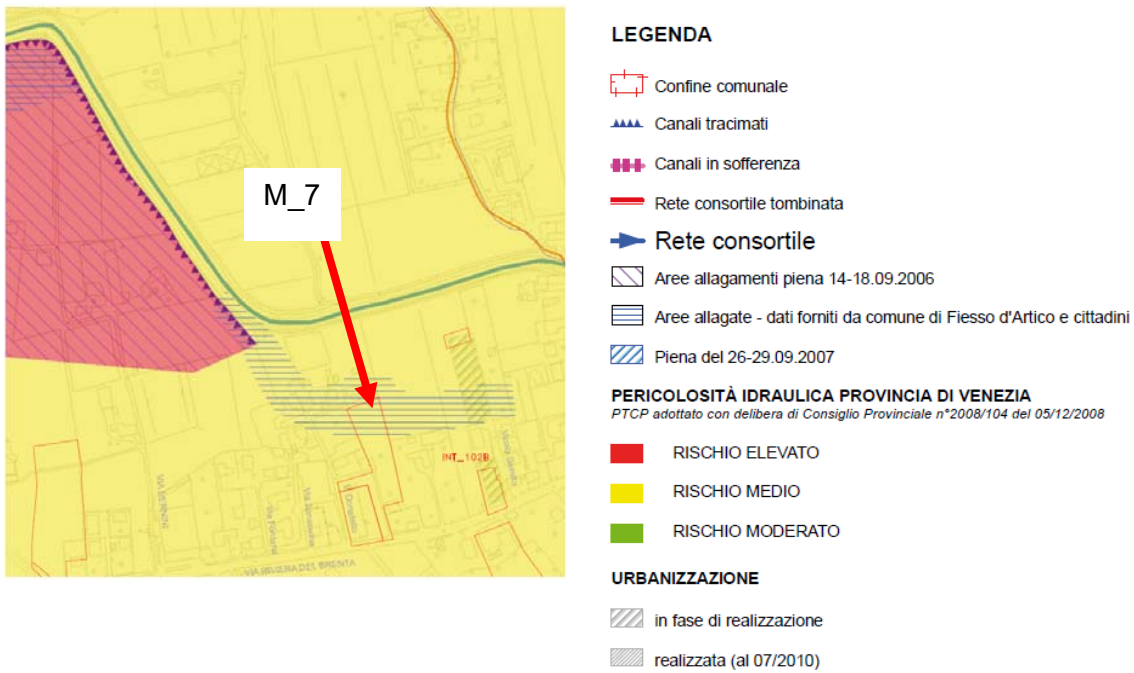 M_7
INT_102B
VIA BERNINI
VIA RIVIERA DEL BRENTA
LEGENDA
Confine comunale
Canali tracimati
Canali in sofferenza
Rete consortile tombinata
Rete consortile
Aree allagamenti piena 14-18.09.2006
Aree allagate - dati forniti da comune di Fiesso d'Artico e cittadini
Piena del 26-29.09.2007
PERICOLOSITÀ IDRAULICA PROVINCIA DI VENEZIA
PTCP adottato con delibera di Consiglio Provinciale n°2008/104 del 05/12/2008
RISCHIO ELEVATO
RISCHIO MEDIO
RISCHIO MODERATO
URBANIZZAZIONE
in fase di realizzazione
realizzata (al 07/2010)